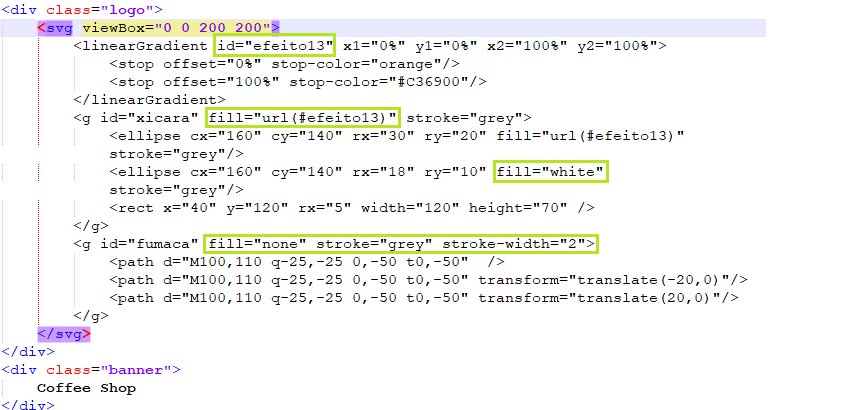 <div class="logo">
<svg viewBox="0 0 200 200">
<linearGradient id="efeito13" x1="0%" y1="0%" x2="100%" y2="100%">
<stop offset="0%" stop-color="orange"/>
<stop offset="100%" stop-color="#C36900"/>
</linearGradient>
<g id="xicara" fill="url(#efeito13)" stroke="grey">
<ellipse cx="160" cy="140" rx="30" ry="20" fill="url(#efeito13)"
stroke="grey"/>
<ellipse cx="160" cy="140" rx="18" ry="10" fill="white"
stroke="grey"/>
<rect x="40" y="120" rx="5" width="120" height="70" />
</g>
<g id="fumaca" fill="none" stroke="grey" stroke-width="2">
<path d="M100,110 q-25,-25 0,-50 t0,-50"  />
<path d="M100,110 q-25,-25 0,-50 t0,-50" transform="translate(-20,0)"/>
<path d="M100,110 q-25,-25 0,-50 t0,-50" transform="translate(20,0)"/>
</g>
</svg>
</div>
<div class="banner">
Coffee Shop
</div>